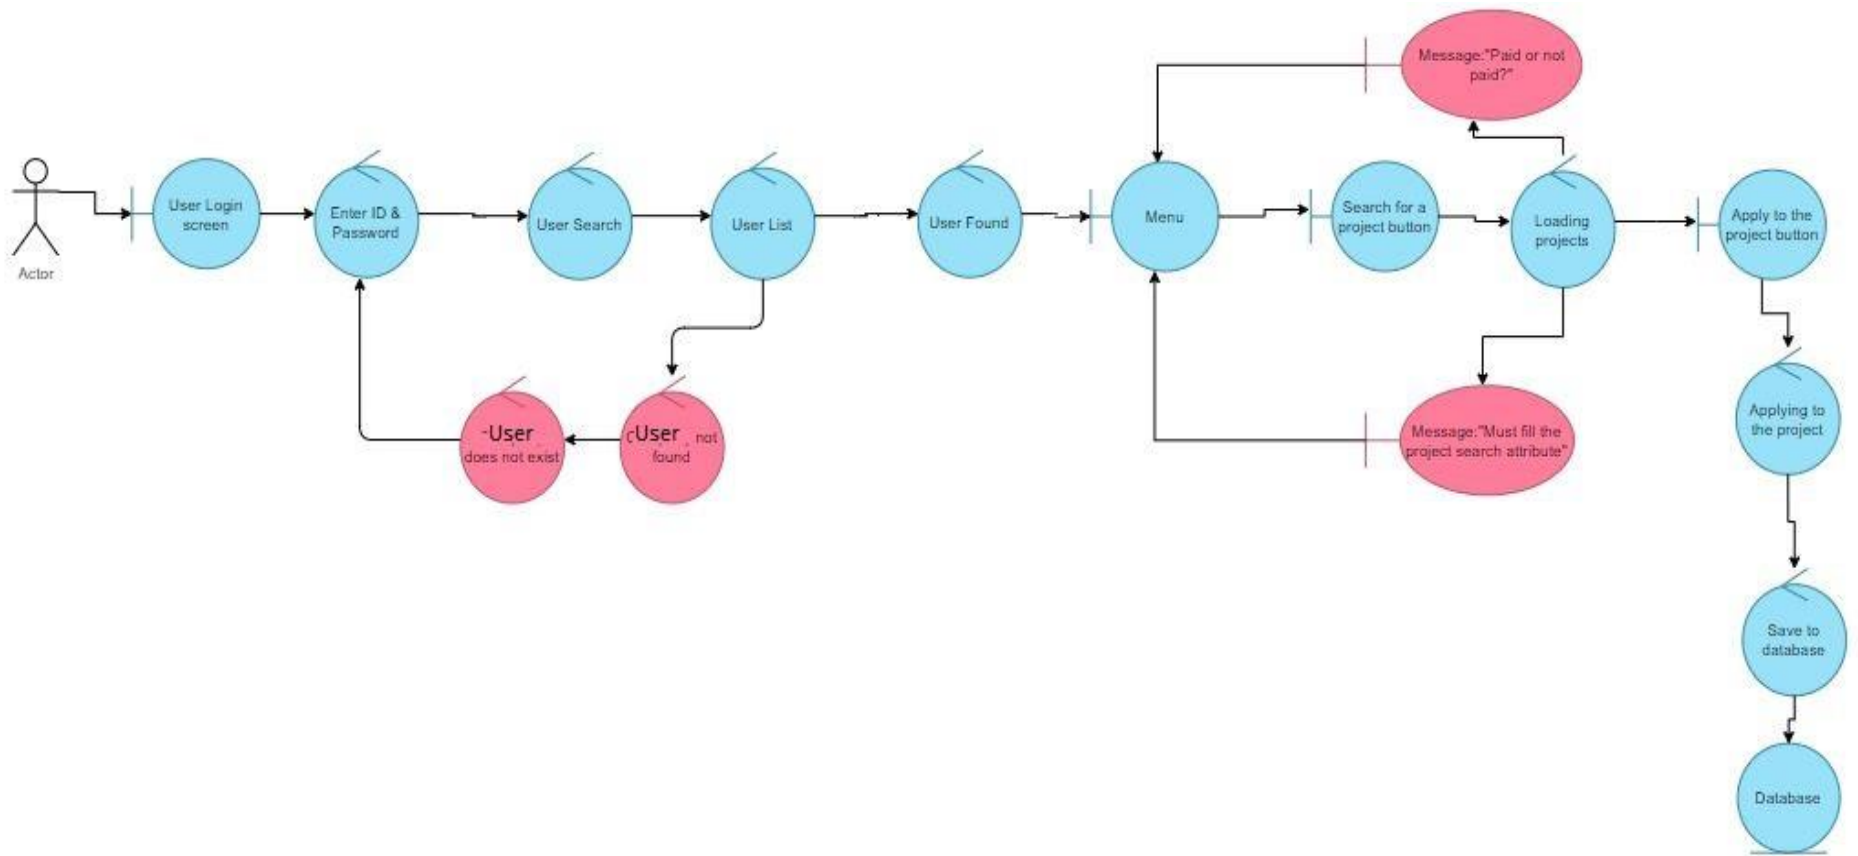 Message:"Paid or not
paid?"
Actor
User Login
screen
Enter ID &
Password
User Search
User List
User Found
Menu
Search for a
project button
Loading
projects
Apply to the
project button
User
does not exist
User not
found
Message:"Must fill the
project search attribute"
Applying to
the project
Save to
database
Database